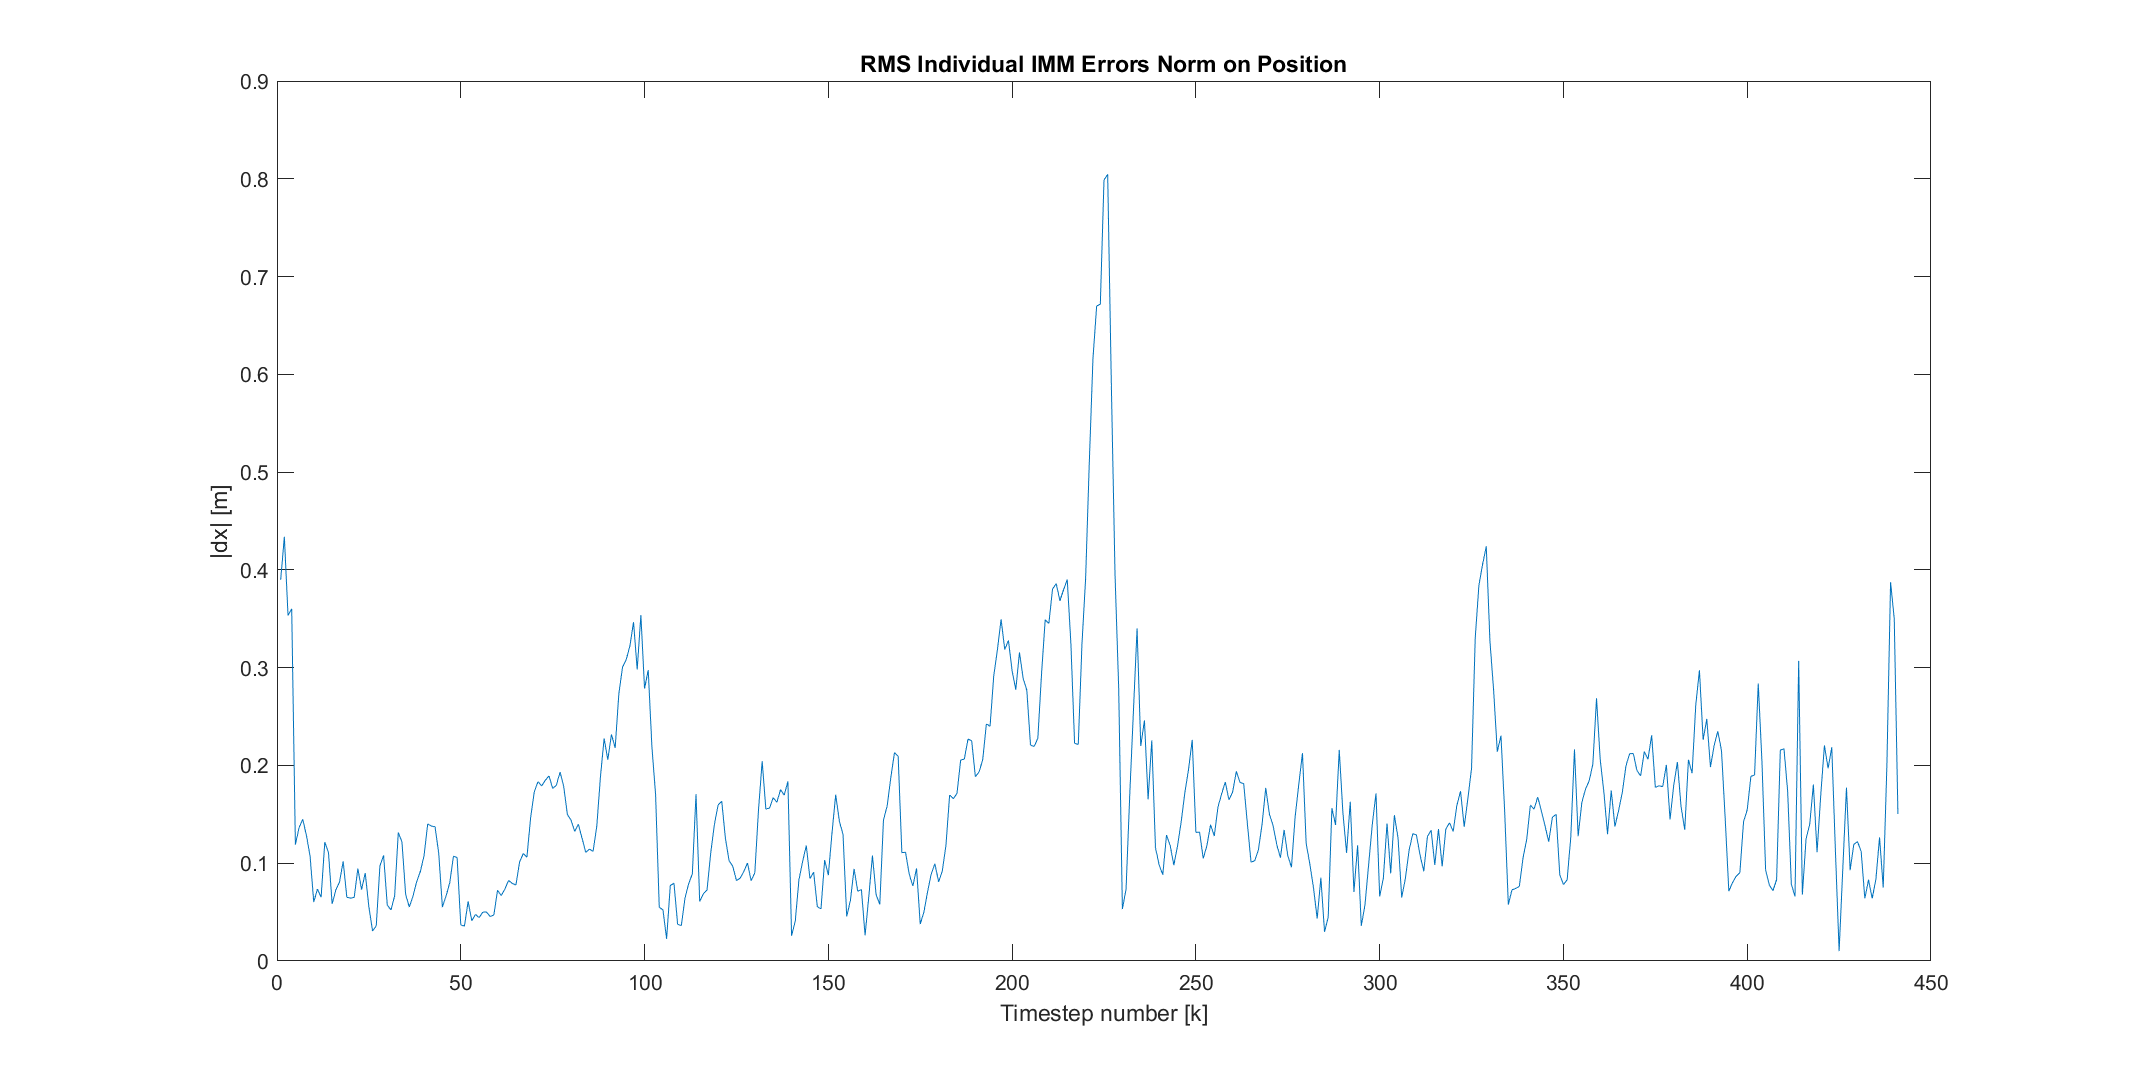 RMS Individual IMM Errors Norm on Position
0.9
0.8
0.7
0.6
0.5
0.4
0.3
0.2
0.1
0
|dx| [m]
0 50 100 150 200 250 300 350 400 450
Timestep number [k]